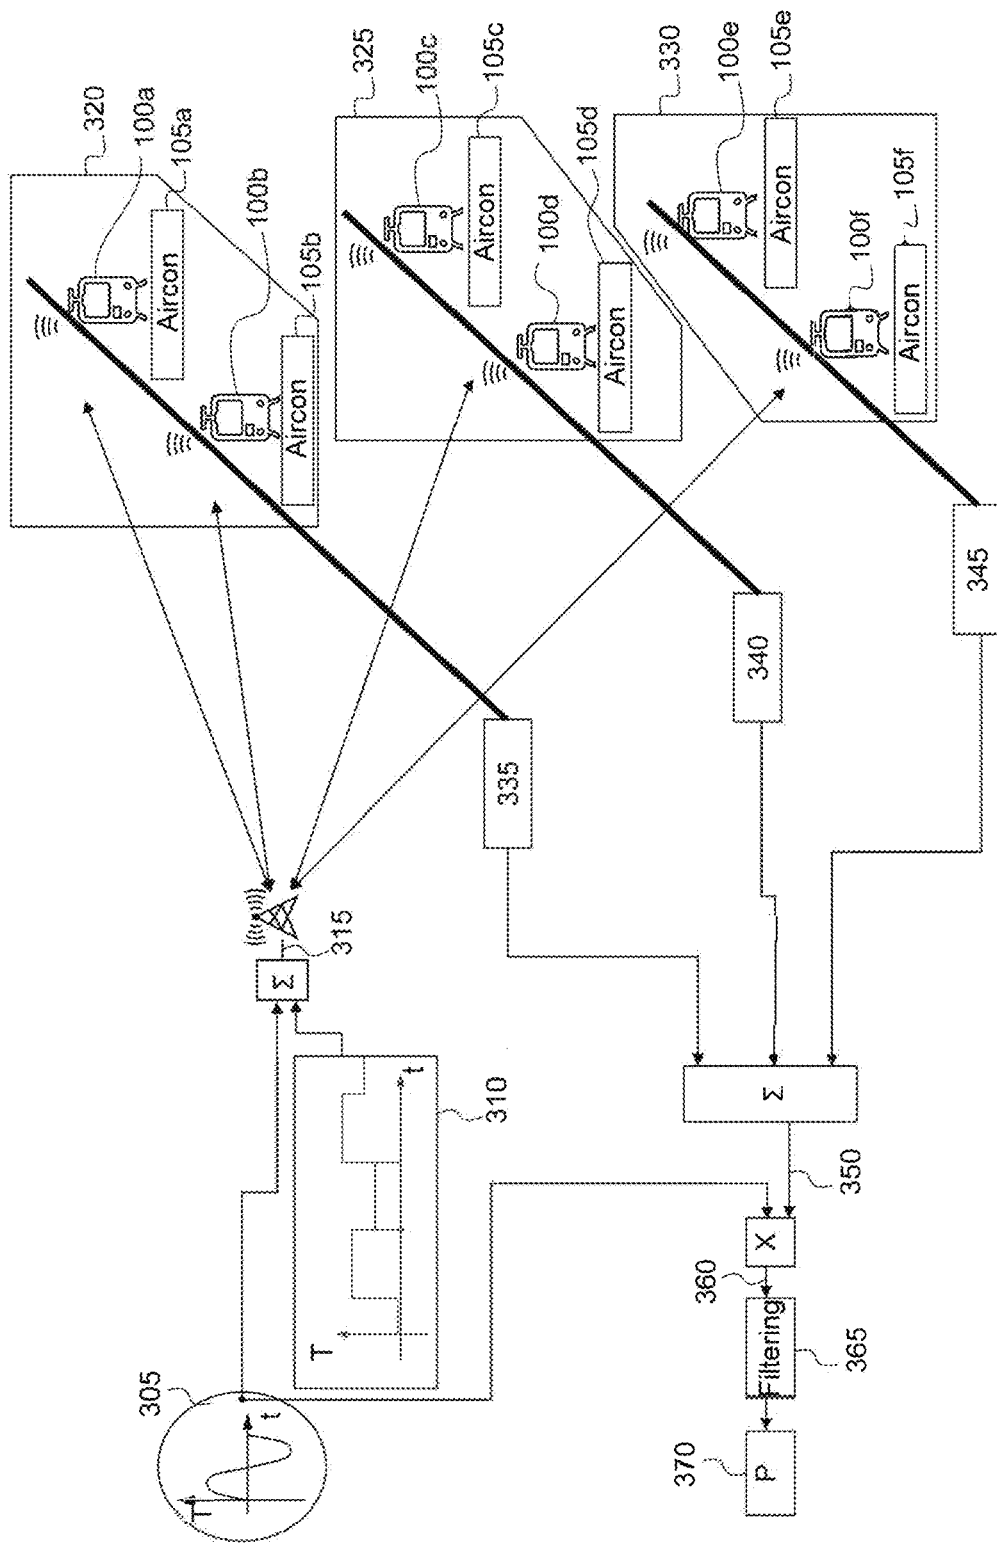 320
100a
105a
100b
105b
Aircon
Aircon
325
100c
105c
100d
105d
Aircon
Aircon
330
100e
105e
100f
105f
Aircon
Aircon
335
340
345
315
Σ
305
T
t
310
T
t
Σ
350
X
360
Filtering
365
370
P